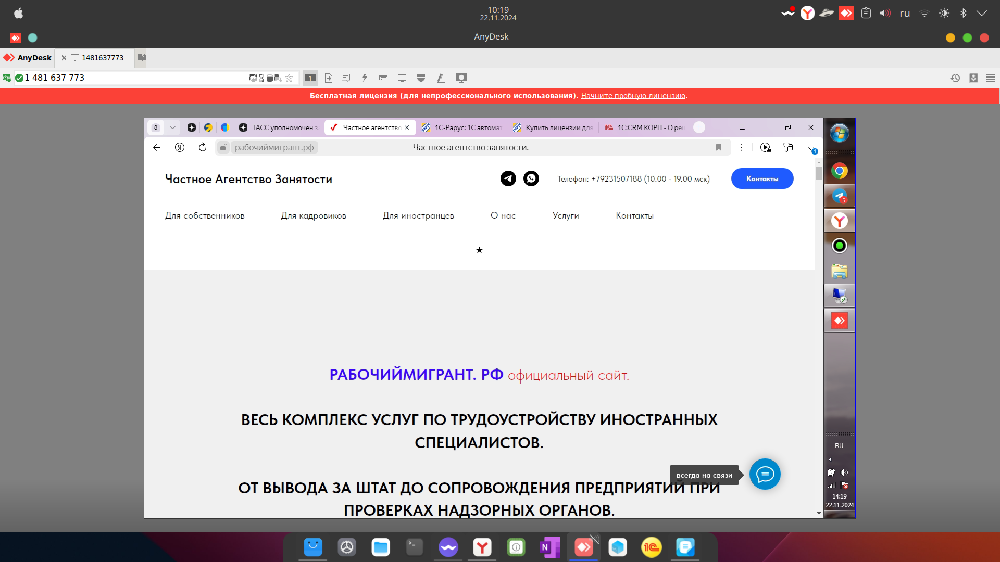 10:19
22.11.2024
ru
AnyDesk
AnyDesk
1481637773
1 481 637 773
1
Бесплатная лицензия (для непрофессионального использования). Начните пробную лицензию.
8
ТАСС уполномочен з
Частное агентство
1С-Рарус: 1С автомат
Купить лицензии для
1С:CRM КОРП - О реш
рабочиймигрант.рф
Частное агентство занятости.
1
Частное Агентство Занятости
Телефон: +79231507188 (10.00 - 19.00 мск)
Контакты
Для собственников
Для кадровиков
Для иностранцев
О нас
Услуги
Контакты
6
РАБОЧИЙМИГРАНТ. РФ официальный сайт.
ВЕСЬ КОМПЛЕКС УСЛУГ ПО ТРУДОУСТРОЙСТВУ ИНОСТРАННЫХ
СПЕЦИАЛИСТОВ.
RU
всегда на связи
ОТ ВЫВОДА ЗА ШТАТ ДО СОПРОВОЖДЕНИЯ ПРЕДПРИЯТИЙ ПРИ
ПРОВЕРКАХ НАДЗОРНЫХ ОРГАНОВ.
14:19
22.11.2024